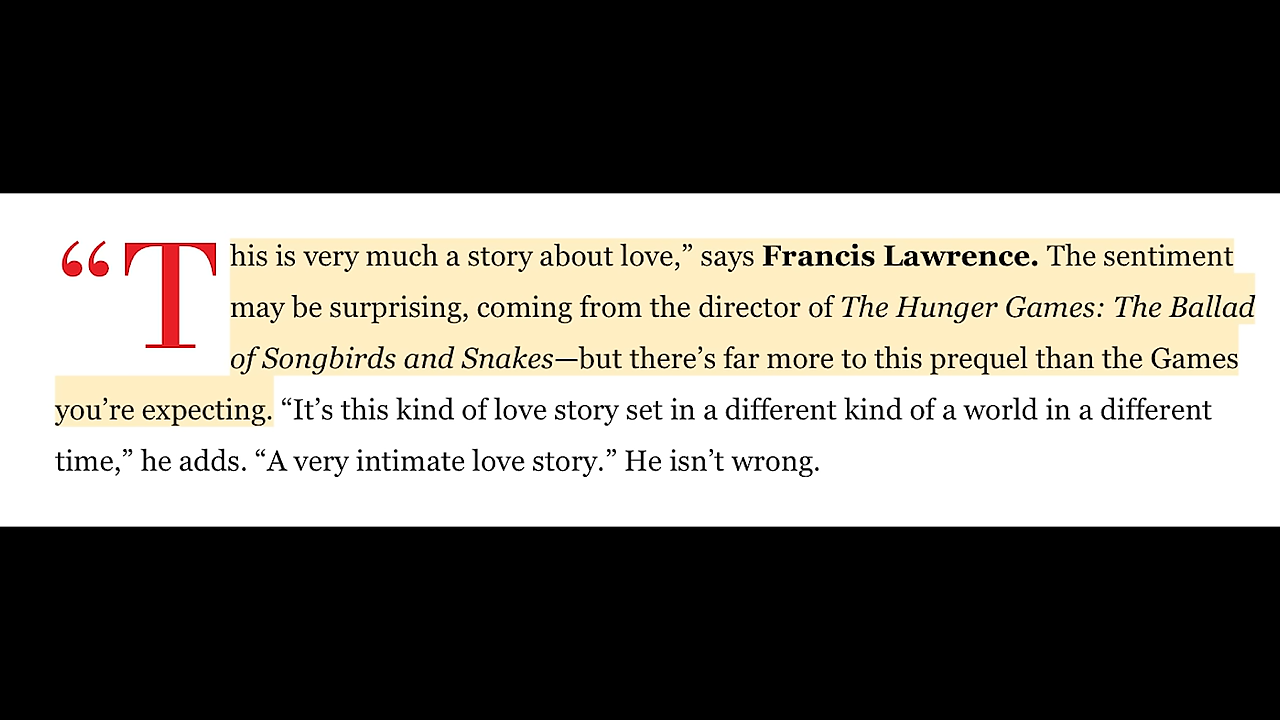 “This is very much a story about love,” says Francis Lawrence. The sentiment
may be surprising, coming from the director of The Hunger Games: The Ballad
of Songbirds and Snakes—but there’s far more to this prequel than the Games
you’re expecting. “It’s this kind of love story set in a different kind of a world in a different
time,” he adds. “A very intimate love story.” He isn’t wrong.